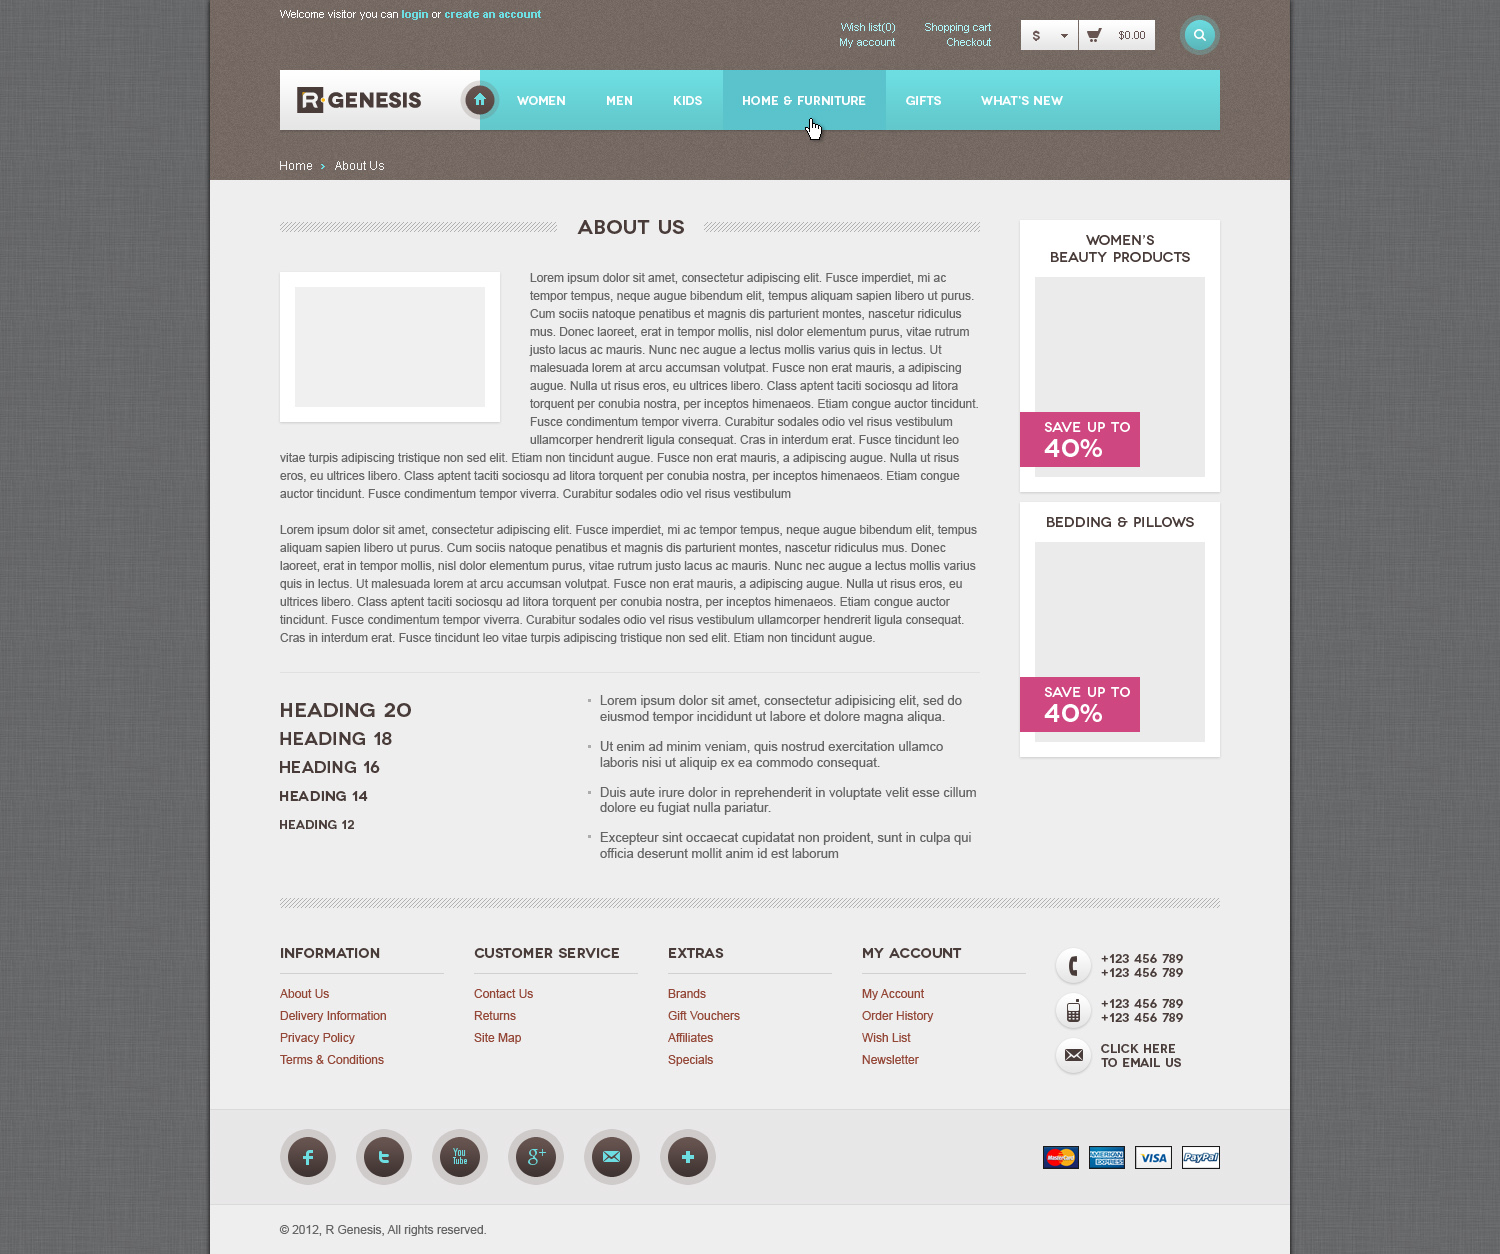 Welcome visitor you can login or create an account
Wish list(0)
My account
Shopping cart
Checkout
$
$0.00
R GENESIS
WOMEN
MEN
KIDS
HOME & FURNITURE
GIFTS
WHAT'S NEW
Home › About Us
ABOUT US
Lorem ipsum dolor sit amet, consectetur adipiscing elit. Fusce imperdiet, mi ac
tempor tempus, neque augue bibendum elit, tempus aliquam sapien libero ut purus.
Cum sociis natoque penatibus et magnis dis parturient montes, nascetur ridiculus
mus. Donec laoreet, erat in tempor mollis, nisl dolor elementum purus, vitae rutrum
justo lacus ac mauris. Nunc nec augue a lectus mollis varius quis in lectus. Ut
malesuada lorem at arcu accumsan volutpat. Fusce non erat mauris, a adipiscing
augue. Nulla ut risus eros, eu ultrices libero. Class aptent taciti sociosqu ad litora
torquent per conubia nostra, per inceptos himenaeos. Etiam congue auctor tincidunt.
Fusce condimentum tempor viverra. Curabitur sodales odio vel risus vestibulum
ullamcorper hendrerit ligula consequat. Cras in interdum erat. Fusce tincidunt leo
vitae turpis adipiscing tristique non sed elit. Etiam non tincidunt augue. Fusce non erat mauris, a adipiscing augue. Nulla ut risus
eros, eu ultrices libero. Class aptent taciti sociosqu ad litora torquent per conubia nostra, per inceptos himenaeos. Etiam congue
auctor tincidunt. Fusce condimentum tempor viverra. Curabitur sodales odio vel risus vestibulum
Lorem ipsum dolor sit amet, consectetur adipiscing elit. Fusce imperdiet, mi ac tempor tempus, neque augue bibendum elit, tempus
aliquam sapien libero ut purus. Cum sociis natoque penatibus et magnis dis parturient montes, nascetur ridiculus mus. Donec
laoreet, erat in tempor mollis, nisl dolor elementum purus, vitae rutrum justo lacus ac mauris. Nunc nec augue a lectus mollis varius
quis in lectus. Ut malesuada lorem at arcu accumsan volutpat. Fusce non erat mauris, a adipiscing augue. Nulla ut risus eros, eu
ultrices libero. Class aptent taciti sociosqu ad litora torquent per conubia nostra, per inceptos himenaeos. Etiam congue auctor
tincidunt. Fusce condimentum tempor viverra. Curabitur sodales odio vel risus vestibulum ullamcorper hendrerit ligula consequat.
Cras in interdum erat. Fusce tincidunt leo vitae turpis adipiscing tristique non sed elit. Etiam non tincidunt augue.
HEADING 20
HEADING 18
HEADING 16
HEADING 14
HEADING 12
Lorem ipsum dolor sit amet, consectetur adipisicing elit, sed do
eiusmod tempor incididunt ut labore et dolore magna aliqua.
Ut enim ad minim veniam, quis nostrud exercitation ullamco
laboris nisi ut aliquip ex ea commodo consequat.
Duis aute irure dolor in reprehenderit in voluptate velit esse cillum
dolore eu fugiat nulla pariatur.
Excepteur sint occaecat cupidatat non proident, sunt in culpa qui
officia deserunt mollit anim id est laborum
WOMEN'S
BEAUTY PRODUCTS
SAVE UP TO
40%
BEDDING & PILLOWS
SAVE UP TO
40%
INFORMATION
About Us
Delivery Information
Privacy Policy
Terms & Conditions
CUSTOMER SERVICE
Contact Us
Returns
Site Map
EXTRAS
Brands
Gift Vouchers
Affiliates
Specials
MY ACCOUNT
My Account
Order History
Wish List
Newsletter
+123 456 789
+123 456 789
+123 456 789
+123 456 789
CLICK HERE
TO EMAIL US
f
t
You
Tube
g+
MasterCard
AMERICAN
EXPRESS
VISA
PayPal
© 2012, R Genesis, All rights reserved.